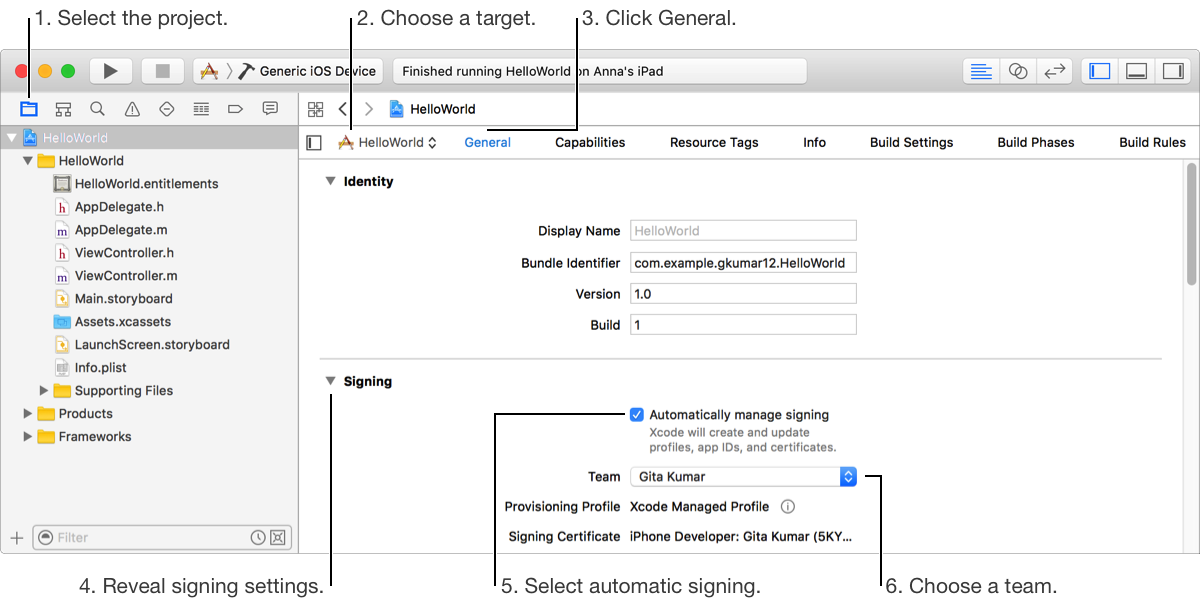 1. Select the project.
2. Choose a target.
3. Click General.
Generic iOS Device
Finished running HelloWorld on Anna's iPad
HelloWorld
HelloWorld
HelloWorld
General
Capabilities
Resource Tags
Info
Build Settings
Build Phases
Build Rules
HelloWorld
HelloWorld
HelloWorld.entitlements
h AppDelegate.h
m AppDelegate.m
h ViewController.h
m ViewController.m
Main.storyboard
Assets.xcassets
LaunchScreen.storyboard
Info.plist
Supporting Files
Products
Frameworks
Filter
Identity
Display Name HelloWorld
Bundle Identifier com.example.gkumar12.HelloWorld
Version 1.0
Build 1
Signing
Automatically manage signing
Xcode will create and update
profiles, app IDs, and certificates.
Team Gita Kumar
Provisioning Profile Xcode Managed Profile
Signing Certificate iPhone Developer: Gita Kumar (5KY...
4. Reveal signing settings.
5. Select automatic signing.
6. Choose a team.